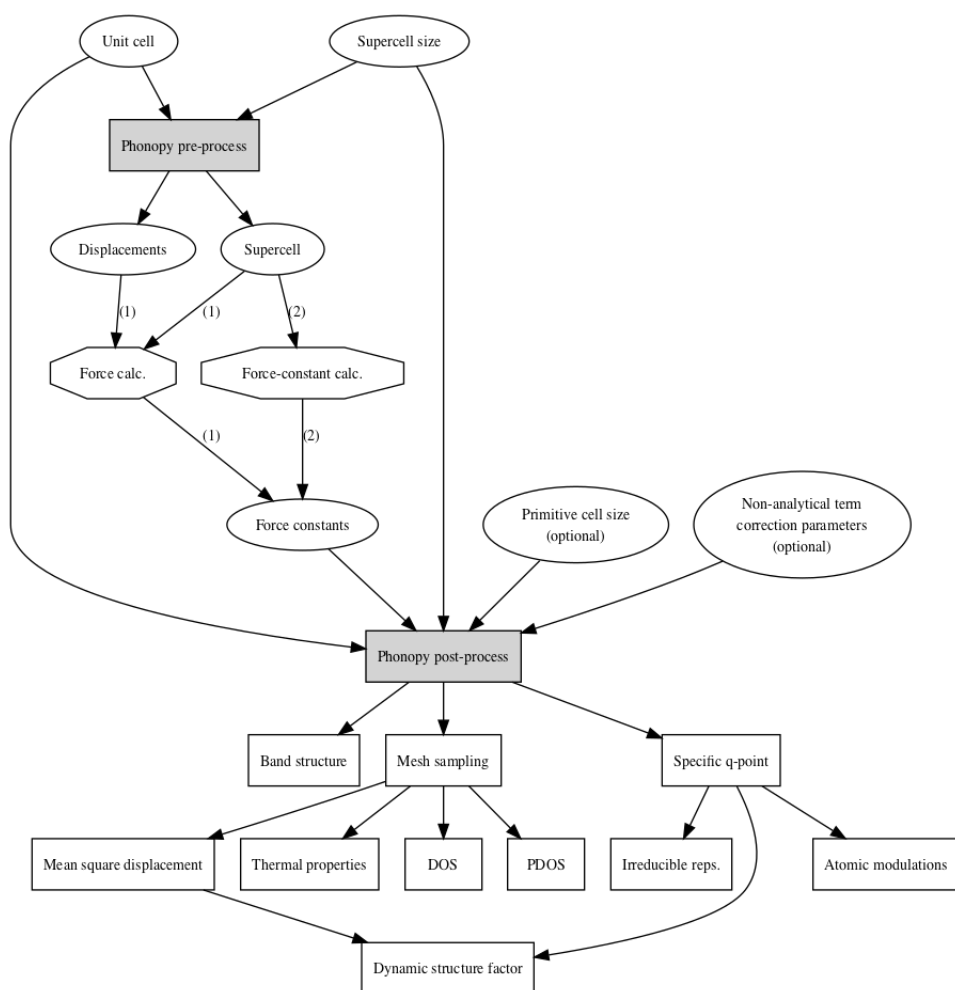 Unit cell
Supercell size
Phonopy pre-process
Displacements
Supercell
(1)
(1)
(2)
Force calc.
Force-constant calc.
(1)
(2)
Force constants
Primitive cell size
(optional)
Non-analytical term
correction parameters
(optional)
Phonopy post-process
Band structure
Mesh sampling
Specific q-point
Mean square displacement
Thermal properties
DOS
PDOS
Irreducible reps.
Atomic modulations
Dynamic structure factor